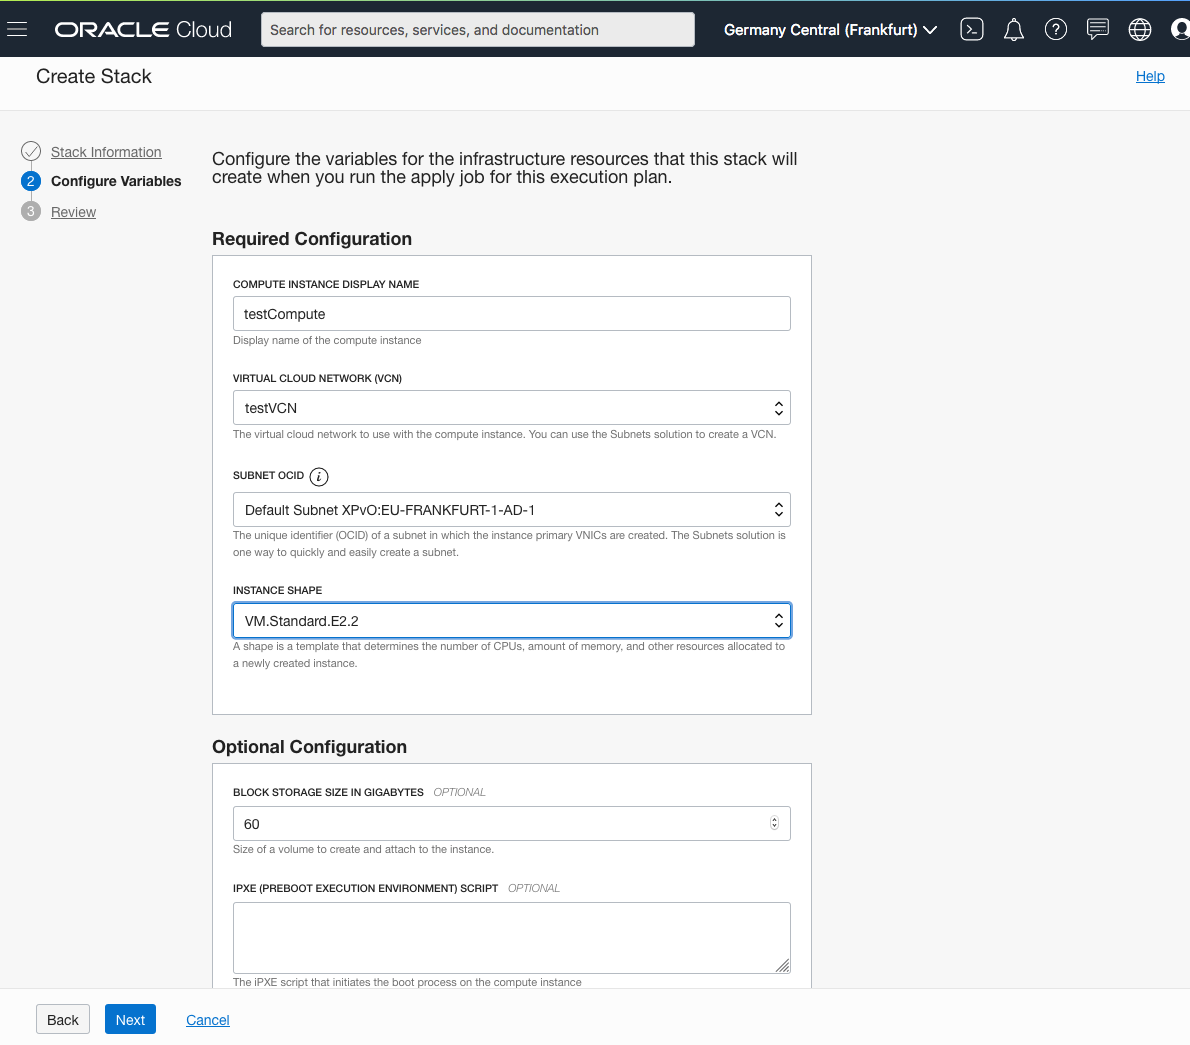 ORACLE Cloud
Search for resources, services, and documentation
Germany Central (Frankfurt)
Create Stack
Help
Stack Information
2 Configure Variables
3 Review
Configure the variables for the infrastructure resources that this stack will
create when you run the apply job for this execution plan.
Required Configuration
COMPUTE INSTANCE DISPLAY NAME
testCompute
Display name of the compute instance
VIRTUAL CLOUD NETWORK (VCN)
testVCN
The virtual cloud network to use with the compute instance. You can use the Subnets solution to create a VCN.
SUBNET OCID i
Default Subnet XPvO:EU-FRANKFURT-1-AD-1
The unique identifier (OCID) of a subnet in which the instance primary VNICs are created. The Subnets solution is
one way to quickly and easily create a subnet.
INSTANCE SHAPE
VM.Standard.E2.2
A shape is a template that determines the number of CPUs, amount of memory, and other resources allocated to
a newly created instance.
Optional Configuration
BLOCK STORAGE SIZE IN GIGABYTES OPTIONAL
60
Size of a volume to create and attach to the instance.
IPXE (PREBOOT EXECUTION ENVIRONMENT) SCRIPT OPTIONAL
The iPXE script that initiates the boot process on the compute instance
Back
Next
Cancel